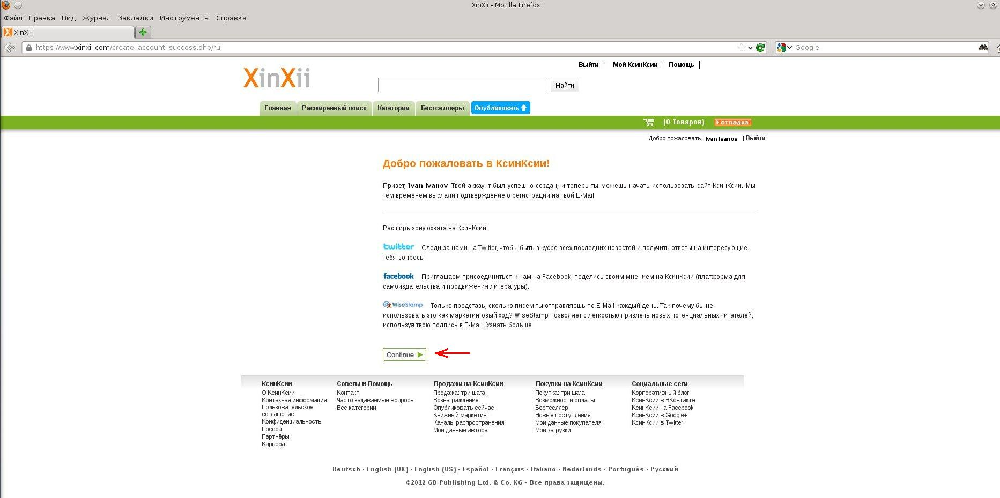 XinXii - Mozilla Firefox
Файл Правка Вид Журнал Закладки Инструменты Справка
XinXii
https://www.xinxii.com/create_account_success.php/ru
Google
XinXii
Выйти | Мой КсинКсии | Помощь |
Найти
Главная Расширенный поиск Категории Бестселлеры Опубликовать
(0 Товаров) отладка
Добро пожаловать, Ivan Ivanov | Выйти
Добро пожаловать в КсинКсии!
Привет, Ivan Ivanov Твой аккаунт был успешно создан, и теперь ты можешь начать использовать сайт КсинКсии. Мы
тем временем выслали подтверждение о регистрации на твой E-Mail.
Расширь зону охвата на КсинКсии!
twitter Следи за нами на Twitter, чтобы быть в кусре всех последних новостей и получить ответы на интересующие
тебя вопросы
facebook Приглашаем присоединиться к нам на Facebook: поделись своим мнением на КсинКсии (платформа для
самоиздательства и продвижения литературы)..
WiseStamp Только представь, сколько писем ты отправляешь по E-Mail каждый день. Так почему бы не
использовать это как маркетинговый ход? WiseStamp позволяет с легкостью привлечь новых потенциальных читателей,
используя твою подпись в E-Mail. Узнать больше
Continue
КсинКсии
О КсинКсии
Контакная информация
Пользовательское
соглашение
Конфиденциальность
Пресса
Партнёры
Карьера
Советы и Помощь
Контакт
Часто задаваемые вопросы
Все категории
Продажи на КсинКсии
Продажа: три шага
Вознаграждение
Опубликовать сейчас
Книжный маркетинг
Каналы распространения
Мои данные автора
Покупки на КсинКсии
Покупка: три шага
Возможности оплаты
Бестселлер
Новые поступления
Мои данные покупателя
Мои загрузки
Социальные сети
Корпоративный блог
КсинКсии в ВКонтакте
КсинКсии на Facebook
КсинКсии в Google+
КсинКсии в Twitter
Deutsch · English (UK) · English (US) · Español · Français · Italiano · Nederlands · Português · Русский
©2012 GD Publishing Ltd. & Co. KG - Все права защищены.